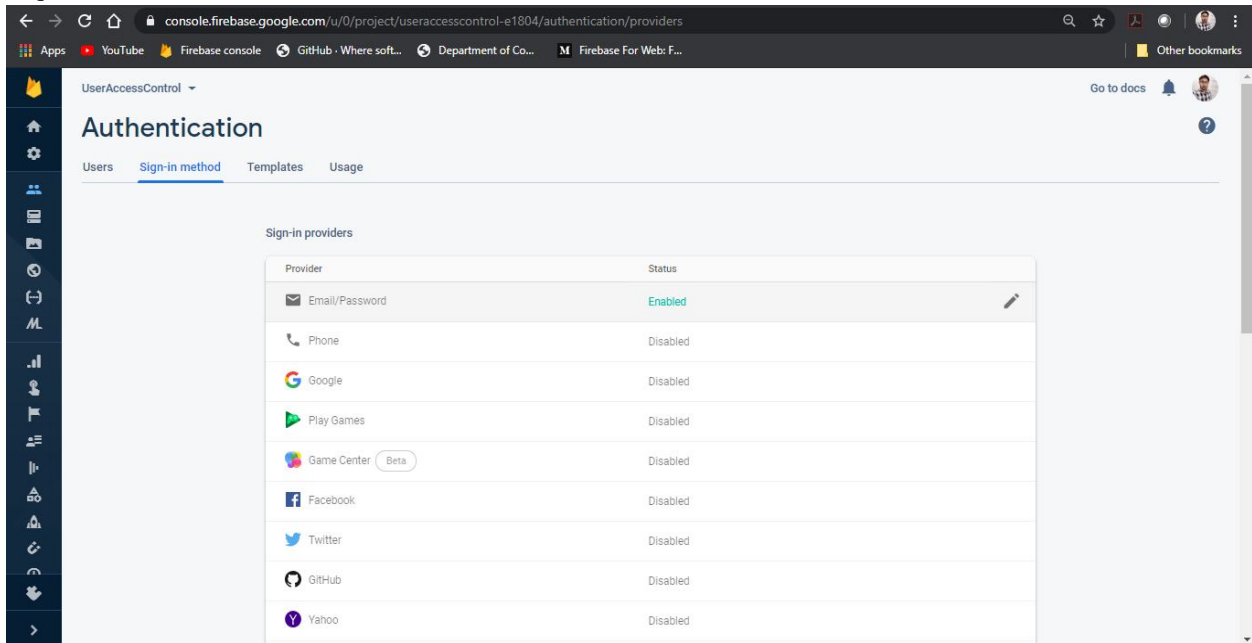 console.firebase.google.com/u/0/project/useraccesscontrol-e1804/authentication/providers
Apps YouTube Firebase console GitHub · Where soft... Department of Co... M Firebase For Web: F... Other bookmarks
UserAccessControl Go to docs
Authentication ?
Users Sign-in method Templates Usage
Sign-in providers
Provider Status
Email/Password Enabled
Phone Disabled
Google Disabled
Play Games Disabled
Game Center Beta Disabled
Facebook Disabled
Twitter Disabled
GitHub Disabled
Yahoo Disabled